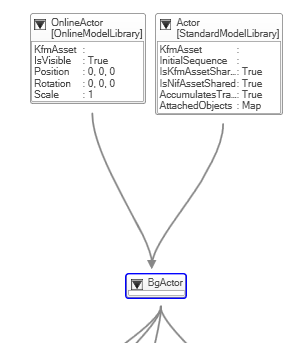 OnlineActor
[OnlineModelLibrary]
KfmAsset :
IsVisible : True
Position : 0, 0, 0
Rotation : 0, 0, 0
Scale : 1
Actor
[StandardModelLibrary]
KfmAsset :
InitialSequence :
IsKfmAssetShar...: True
IsNifAssetShared: True
AccumulatesTra...: True
AttachedObjects : Map
BgActor